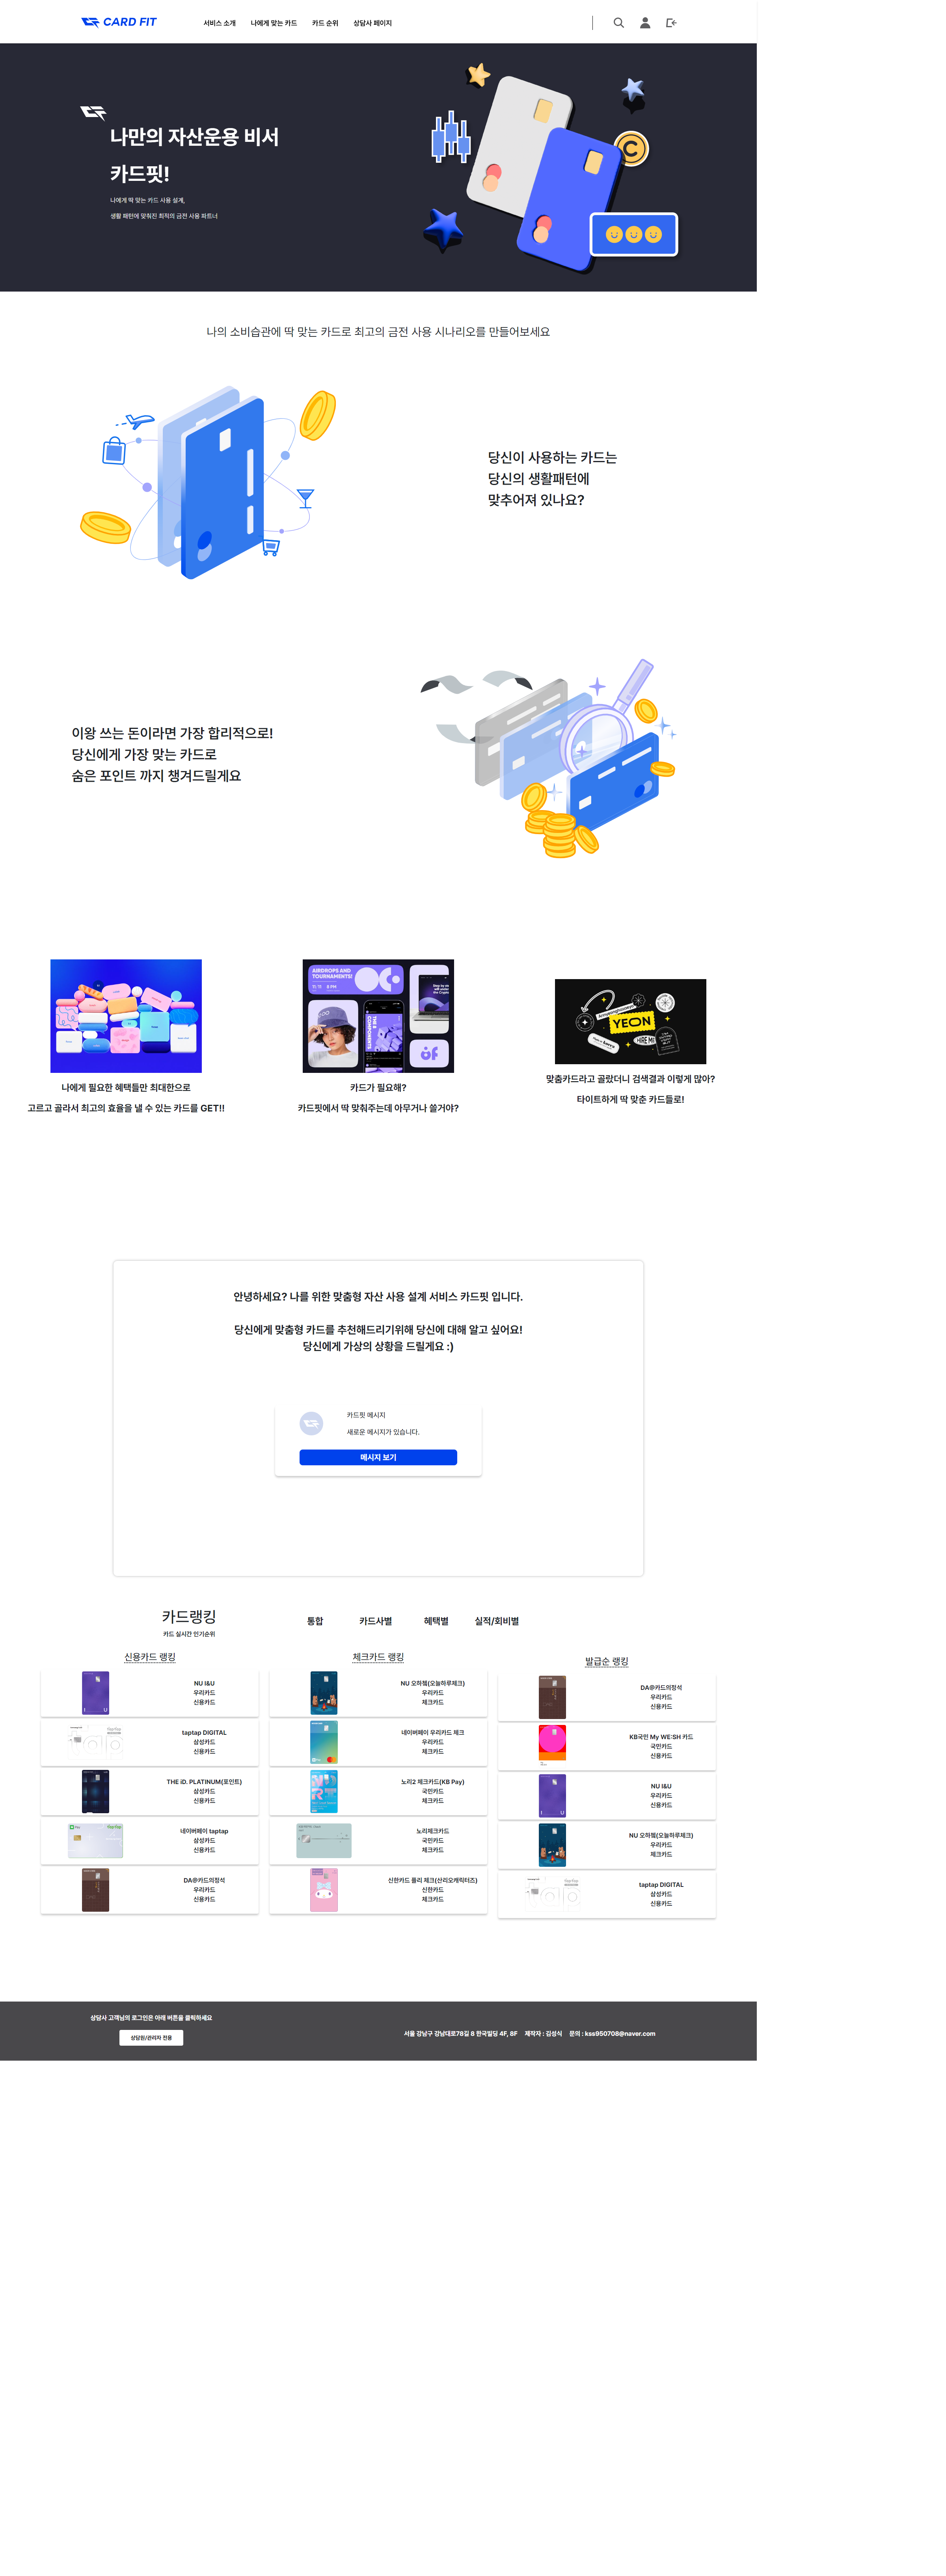 CARD FIT
서비스 소개
나에게 맞는 카드
카드 순위
상담사 페이지
나만의 자산운용 비서
카드핏!
나에게 딱 맞는 카드 사용 설계,
생활 패턴에 맞춰진 최적의 금전 사용 파트너
나의 소비습관에 딱 맞는 카드로 최고의 금전 사용 시나리오를 만들어보세요
당신이 사용하는 카드는
당신의 생활패턴에
맞추어져 있나요?
이왕 쓰는 돈이라면 가장 합리적으로!
당신에게 가장 맞는 카드로
숨은 포인트 까지 챙겨드릴게요
AIRDROPS AND
TOURNAMENTS!
8 PM
YEON
HIRE ME
나에게 필요한 혜택들만 최대한으로
고르고 골라서 최고의 효율을 낼 수 있는 카드를 GET!!
카드가 필요해?
카드핏에서 딱 맞춰주는데 아무거나 쓸거야?
맞춤카드라고 골랐더니 검색결과 이렇게 많아?
타이트하게 딱 맞춘 카드들로!
안녕하세요? 나를 위한 맞춤형 자산 사용 설계 서비스 카드핏 입니다.
당신에게 맞춤형 카드를 추천해드리기위해 당신에 대해 알고 싶어요!
당신에게 가상의 상황을 드릴게요 :)
카드핏 메시지
새로운 메시지가 있습니다.
메시지 보기
카드랭킹
카드 실시간 인기순위
통합
카드사별
혜택별
실적/회비별
신용카드 랭킹
NU I&U
우리카드
신용카드
taptap DIGITAL
삼성카드
신용카드
THE iD. PLATINUM(포인트)
삼성카드
신용카드
네이버페이 taptap
삼성카드
신용카드
DA@카드의정석
우리카드
신용카드
체크카드 랭킹
NU 오하쳌(오늘하루체크)
우리카드
체크카드
네이버페이 우리카드 체크
우리카드
체크카드
노리2 체크카드(KB Pay)
국민카드
체크카드
노리체크카드
국민카드
체크카드
신한카드 플리 체크(산리오캐릭터즈)
신한카드
체크카드
발급순 랭킹
DA@카드의정석
우리카드
신용카드
KB국민 My WE:SH 카드
국민카드
신용카드
NU I&U
우리카드
신용카드
NU 오하쳌(오늘하루체크)
우리카드
체크카드
taptap DIGITAL
삼성카드
신용카드
상담사 고객님의 로그인은 아래 버튼을 클릭하세요
상담원/관리자 전용
서울 강남구 강남대로78길 8 한국빌딩 4F, 8F 제작자 : 김성식 문의 : kss950708@naver.com